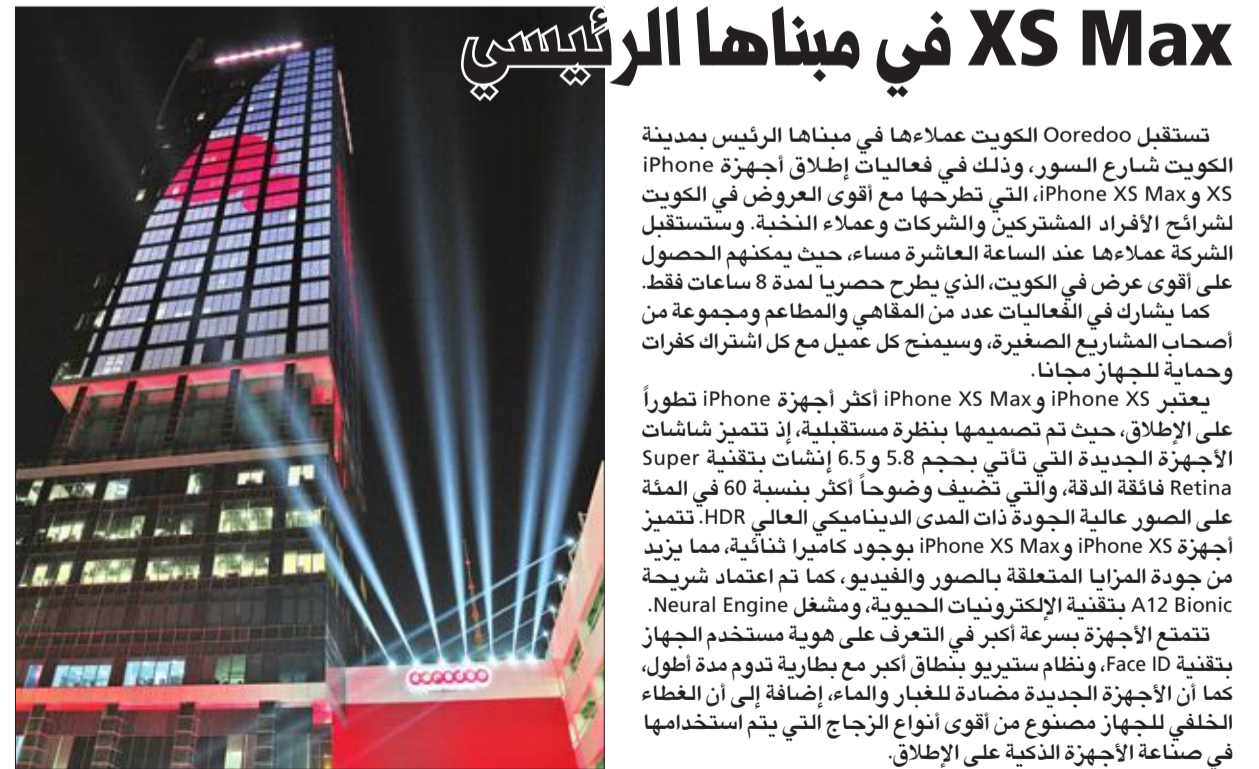 XS Max في مبناها الرئيسي
تستقبل Ooredoo الكويت عملاءها في مبناها الرئيس بمدينة
الكويت شارع السور، وذلك في فعاليات إطلاق أجهزة iPhone
XS وiPhone XS Max، التي تطرحها مع أقوى العروض في الكويت
لشرائح الأفراد المشتركين والشركات وعملاء النخبة. وستستقبل
الشركة عملاءها عند الساعة العاشرة مساء، حيث يمكنهم الحصول
على أقوى عرض في الكويت، الذي يطرح حصريا لمدة 8 ساعات فقط.
كما يشارك في الفعاليات عدد من المقاهي والمطاعم ومجموعة من
أصحاب المشاريع الصغيرة، وسيمنح كل عميل مع كل اشتراك كفرات
وحماية للجهاز مجانا.
يعتبر iPhone XS وiPhone XS Max أكثر أجهزة iPhone تطوراً
على الإطلاق، حيث تم تصميمها بنظرة مستقبلية، إذ تتميز شاشات
الأجهزة الجديدة التي تأتي بحجم 5.8 و6.5 إنشات بتقنية Super
Retina فائقة الدقة، والتي تضيف وضوحاً أكثر بنسبة 60 في المئة
على الصور عالية الجودة ذات المدى الديناميكي العالي HDR. تتميز
أجهزة iPhone XS وiPhone XS Max بوجود كاميرا ثنائية، مما يزيد
من جودة المزايا المتعلقة بالصور والفيديو، كما تم اعتماد شريحة
A12 Bionic بتقنية الإلكترونيات الحيوية، ومشغل Neural Engine.
تتمتع الأجهزة بسرعة أكبر في التعرف على هوية مستخدم الجهاز
بتقنية Face ID، ونظام ستيريو بنطاق أكبر مع بطارية تدوم مدة أطول،
كما أن الأجهزة الجديدة مضادة للغبار والماء، إضافة إلى أن الغطاء
الخلفي للجهاز مصنوع من أقوى أنواع الزجاج التي يتم استخدامها
في صناعة الأجهزة الذكية على الإطلاق.
ooredoo